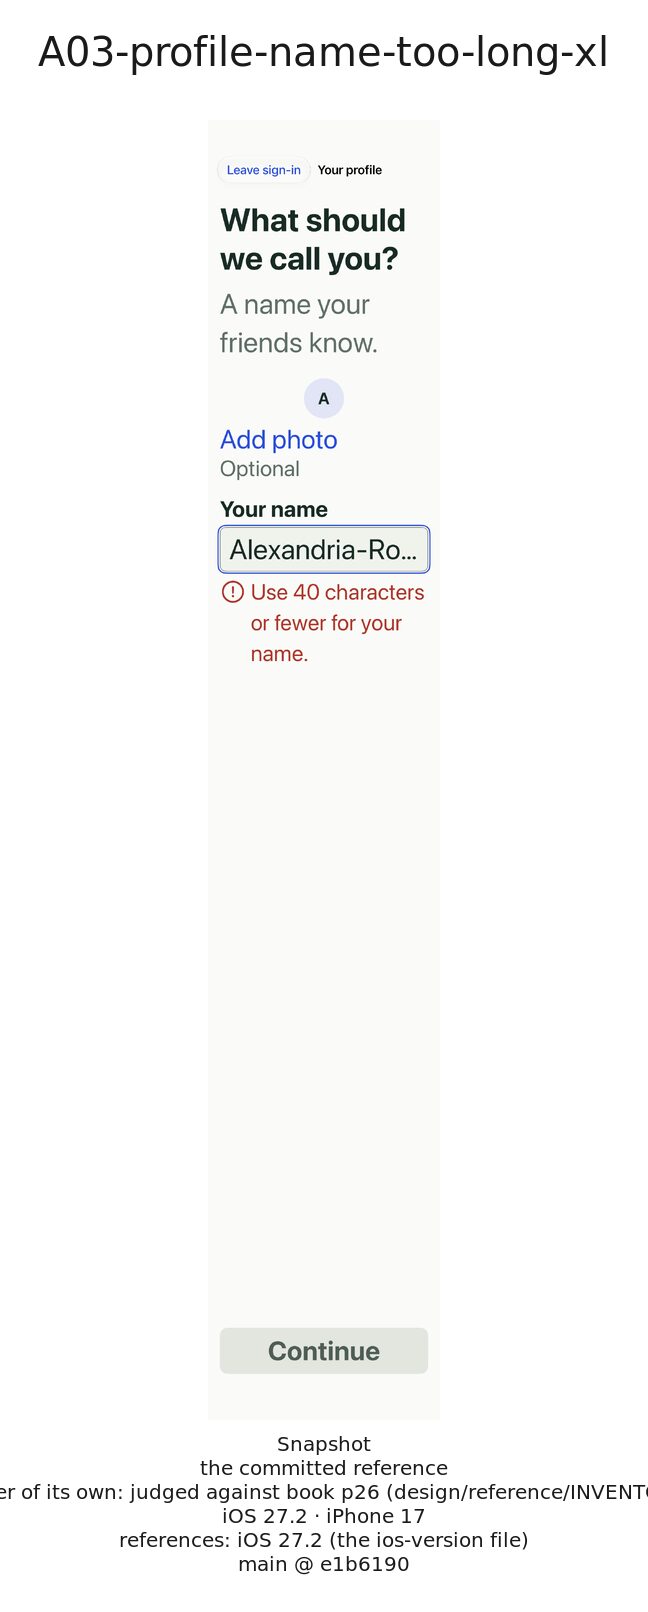 A03-profile-name-too-long-xl
Leave sign-in Your profile
What should
we call you?
A name your
friends know.
A
Add photo
Optional
Your name
Alexandria-Ro...
Use 40 characters
or fewer for your
name.
Continue
Snapshot
the committed reference
of its own: judged against book p26 (design/reference/
iOS 27.2 · iPhone 17
references: iOS 27.2 (the ios-version file)
main @ e1b6190